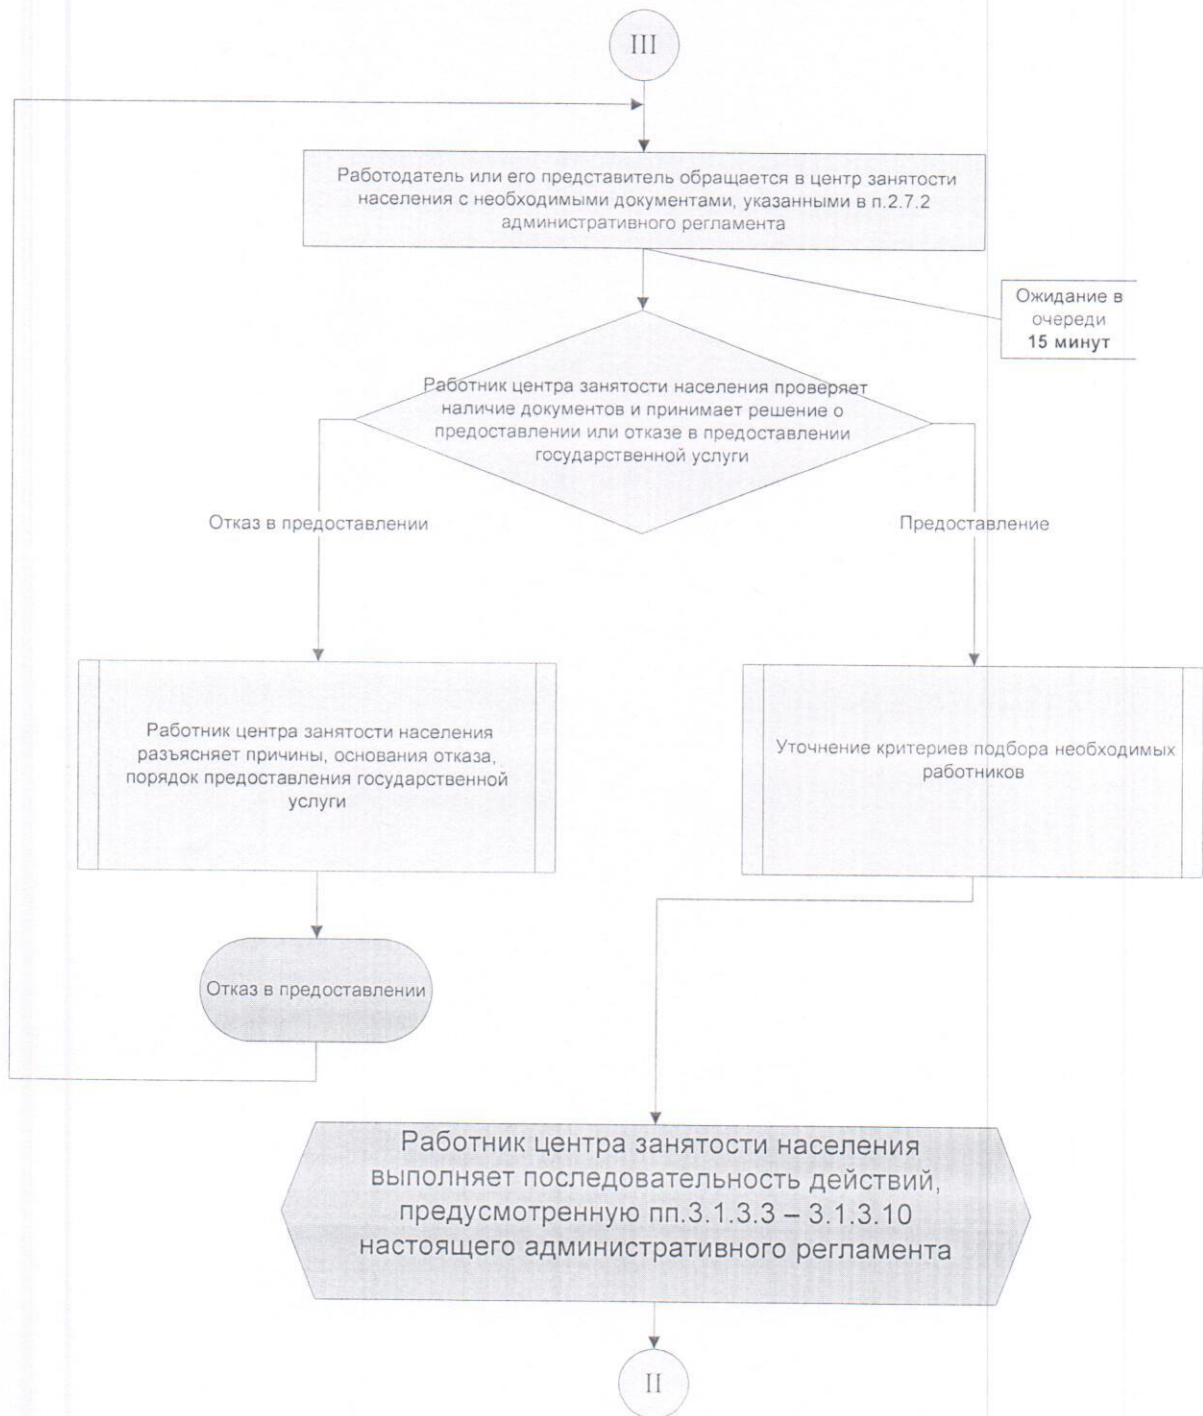 III
Работодатель или его представитель обращается в центр занятости
населения с необходимыми документами, указанными в п.2.7.2
административного регламента
Ожидание в
очереди
15 минут
Работник центра занятости населения проверяет
наличие документов и принимает решение о
предоставлении или отказе в предоставлении
государственной услуги
Отказ в предоставлении
Предоставление
Работник центра занятости населения
разъясняет причины, основания отказа,
порядок предоставления государственной
услуги
Уточнение критериев подбора необходимых
работников
Отказ в предоставлении
Работник центра занятости населения
выполняет последовательность действий,
предусмотренную пп.3.1.3.3 – 3.1.3.10
настоящего административного регламента
II